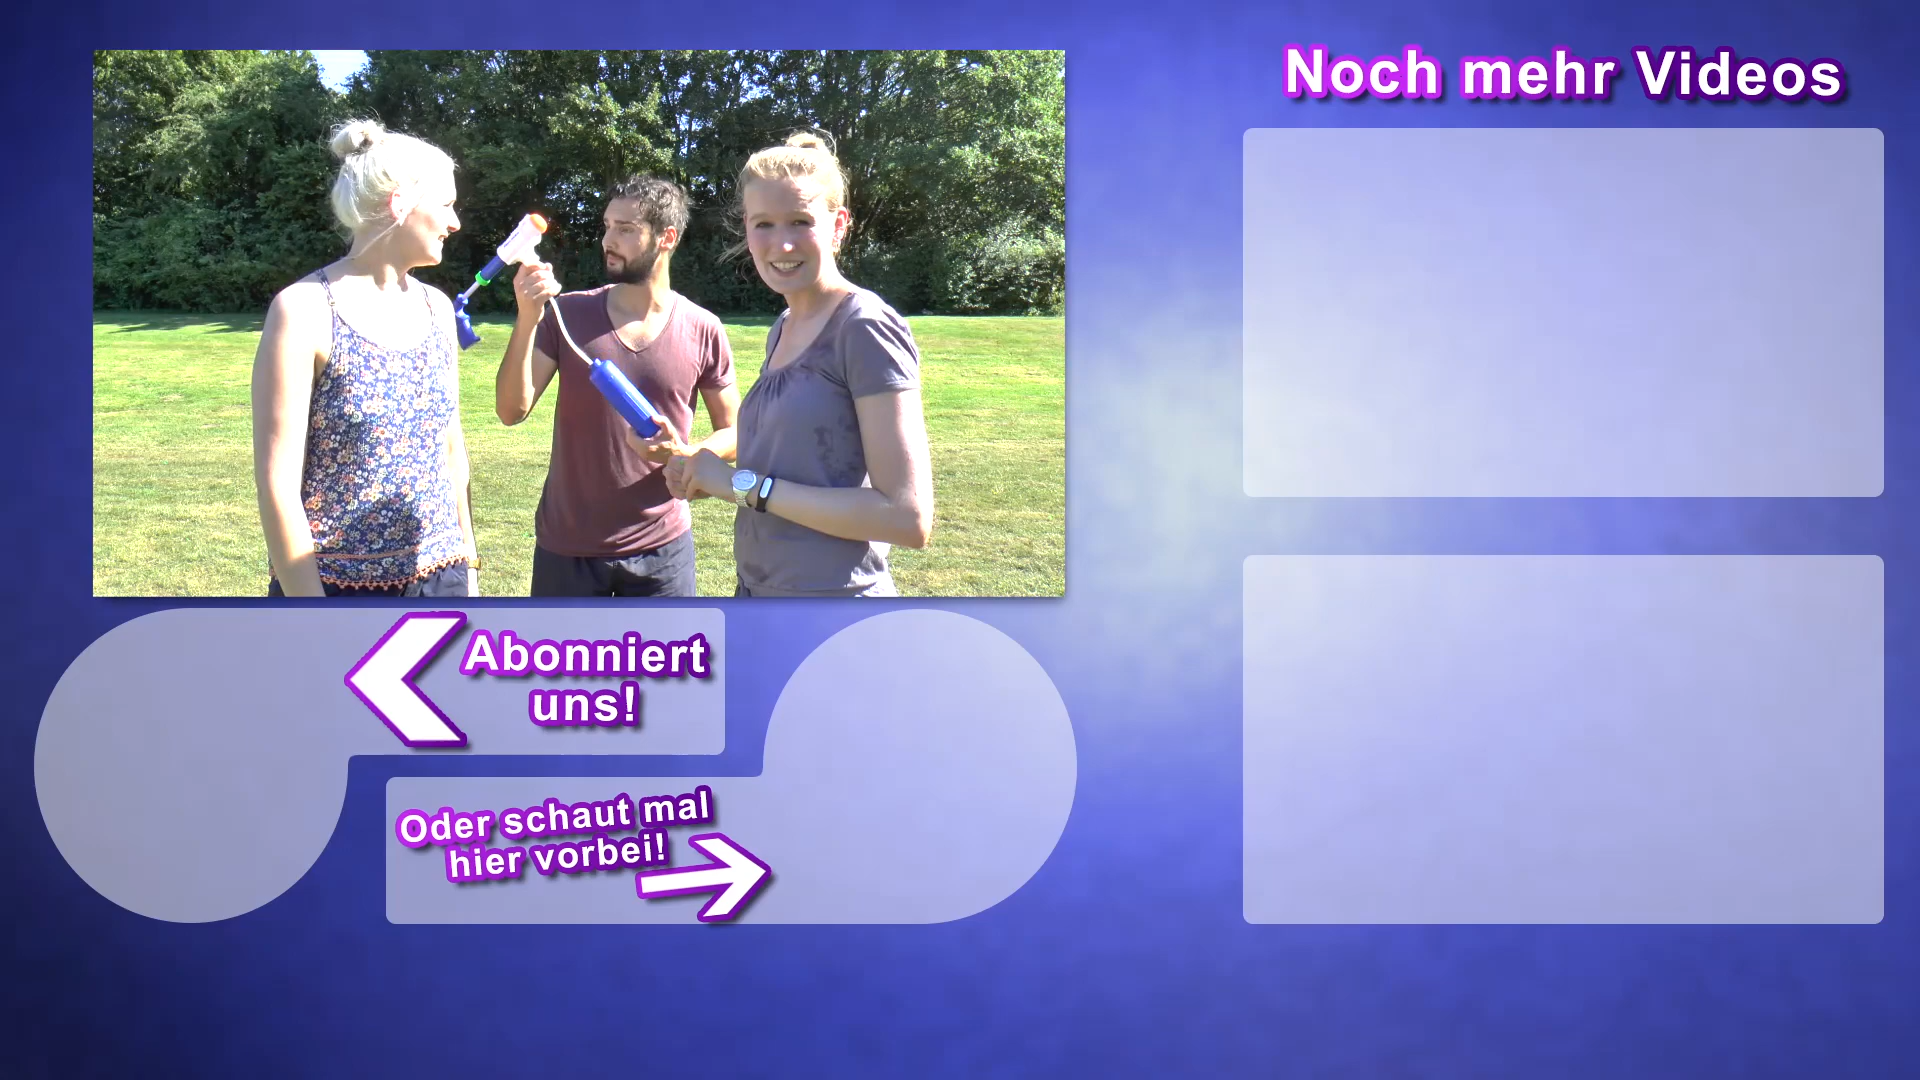 Noch mehr Videos
Abonniert
uns!
Oder schaut mal
hier vorbei!